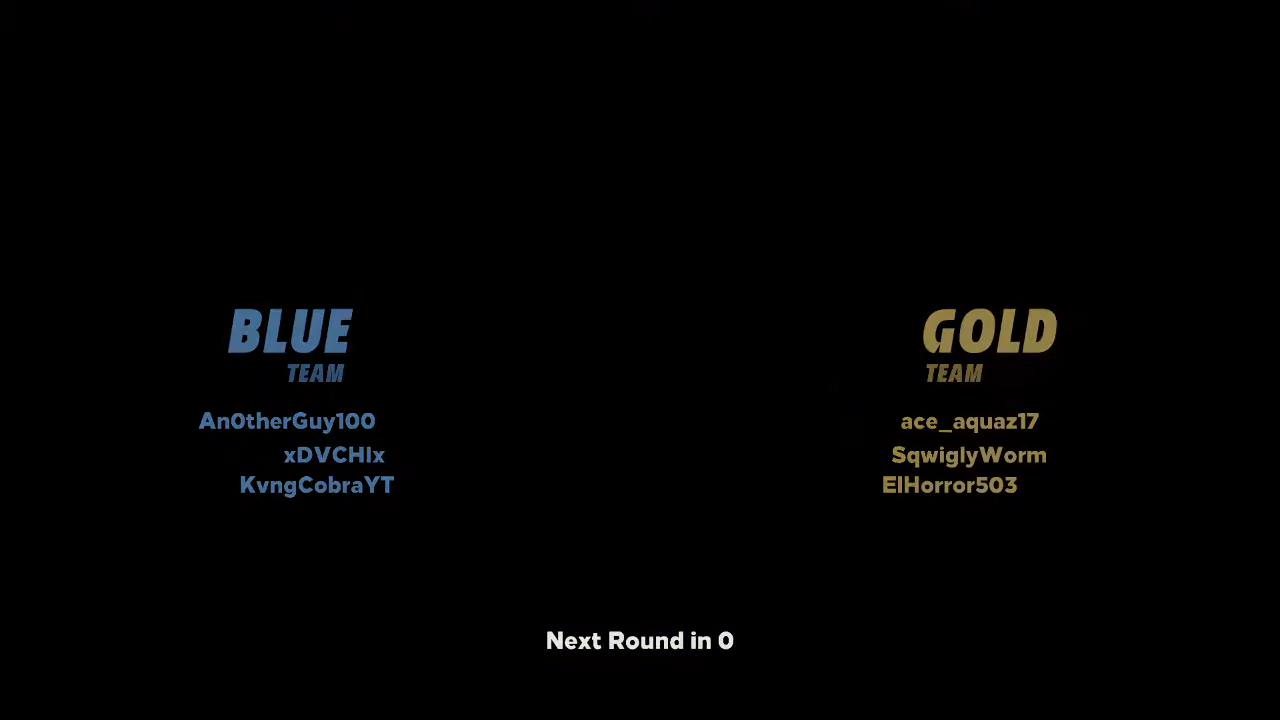 BLUE
TEAM
An0therGuy100
xDVCHIx
KvngCobraYT
GOLD
TEAM
ace_aquaz17
SqwiglyWorm
ElHorror503
Next Round in 0